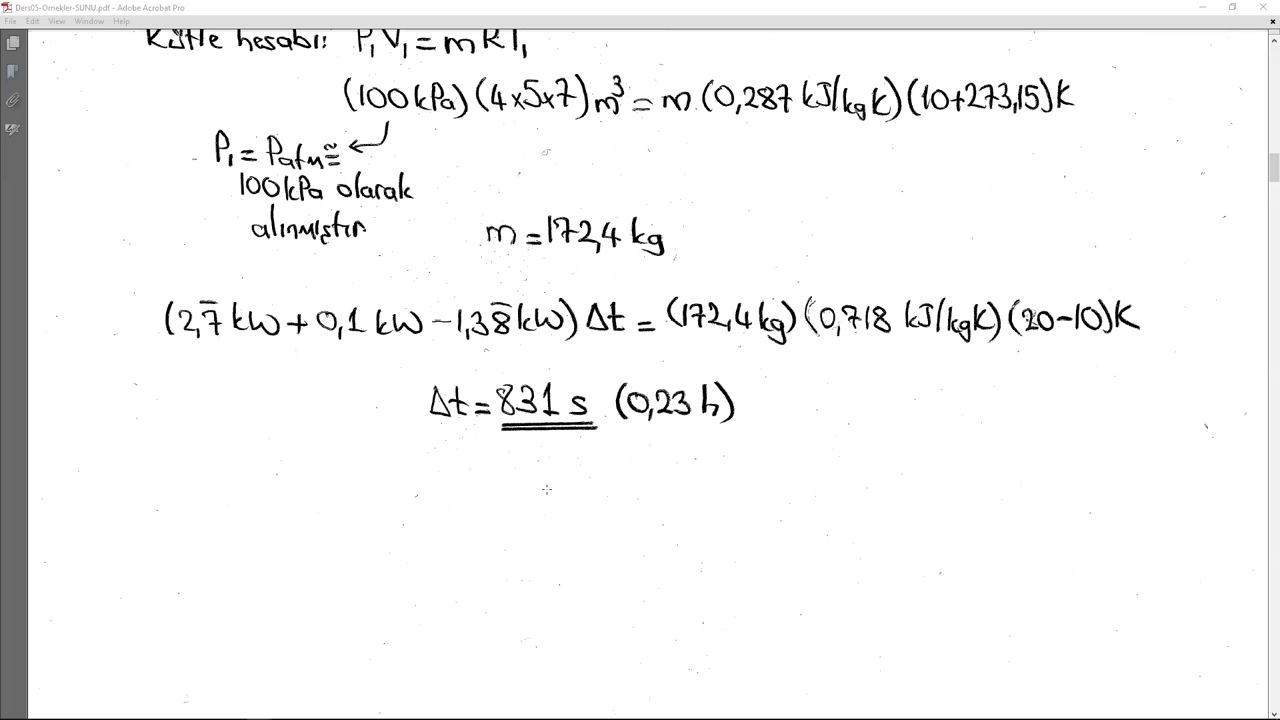 Ders05-Ornekler-SUNU.pdf - Adobe Acrobat Pro
File Edit View Window Help
Kütle hesabı: P₁V₁ = mRT₁
(100 kPa) (4x5x7) m³ = m (0,287 kJ/kgK) (10+273,15)K
P₁ = Patm ≅
100 kPa olarak
alınmıştır
m = 172,4 kg
(2,7̄ kW + 0,1 kW - 1,38̄ kW) Δt = (172,4 kg) (0,718 kJ/kgK) (20-10)K
Δt = 831 s (0,23 h)